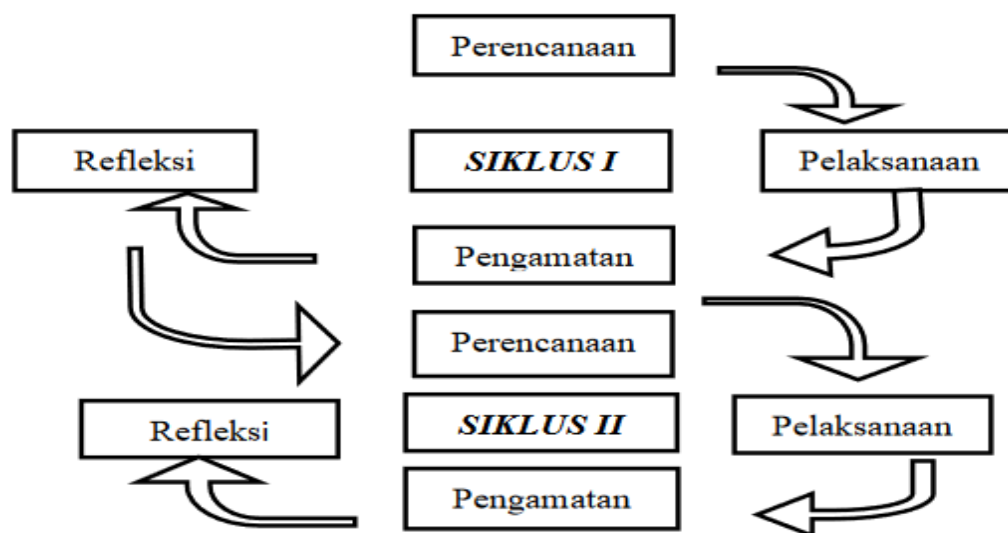 Perencanaan
Refleksi
SIKLUS I
Pelaksanaan
Pengamatan
Perencanaan
Refleksi
SIKLUS II
Pelaksanaan
Pengamatan